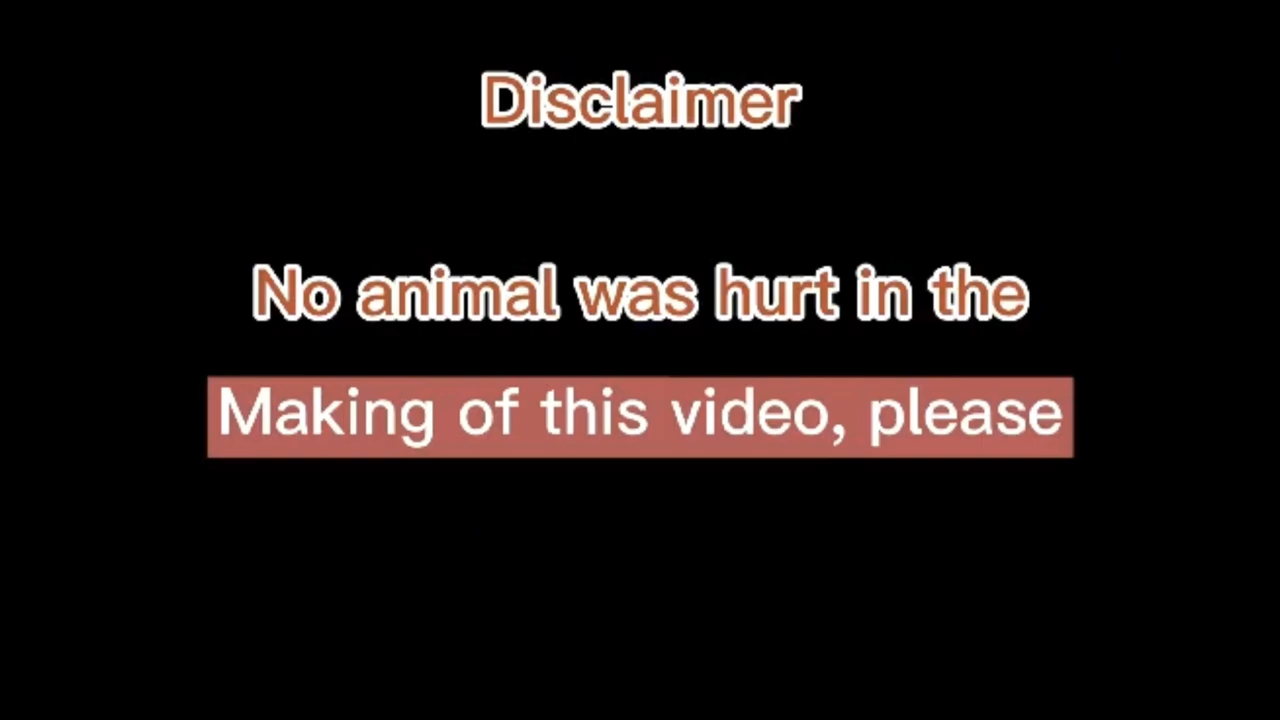 Disclaimer
No animal was hurt in the
Making of this video, please